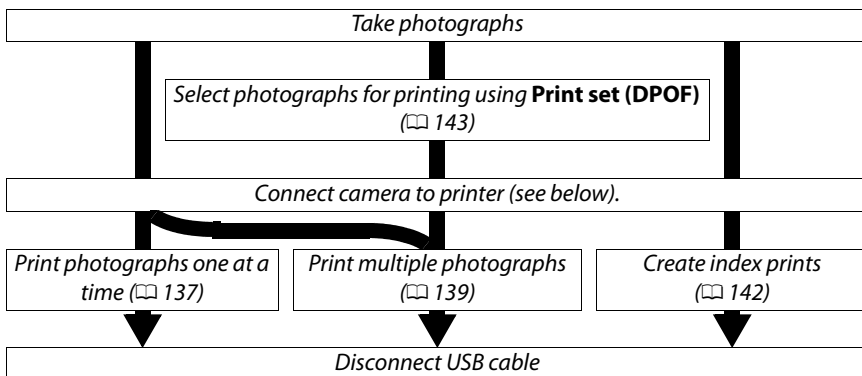 Take photographs
Select photographs for printing using Print set (DPOF)
(🕮 143)
Connect camera to printer (see below).
Print photographs one at a
time (🕮 137)
Print multiple photographs
(🕮 139)
Create index prints
(🕮 142)
Disconnect USB cable